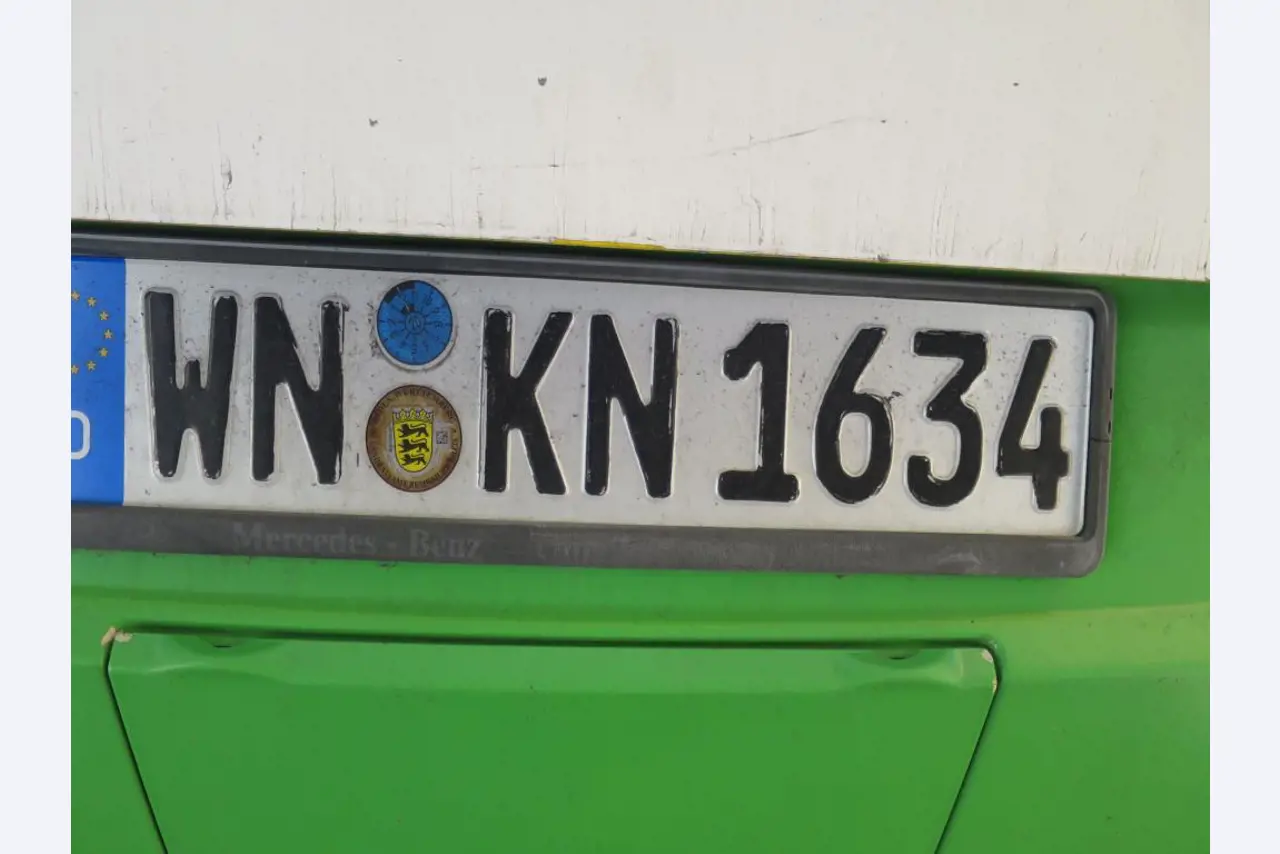 D
WN KN 1634
Mercedes - Benz